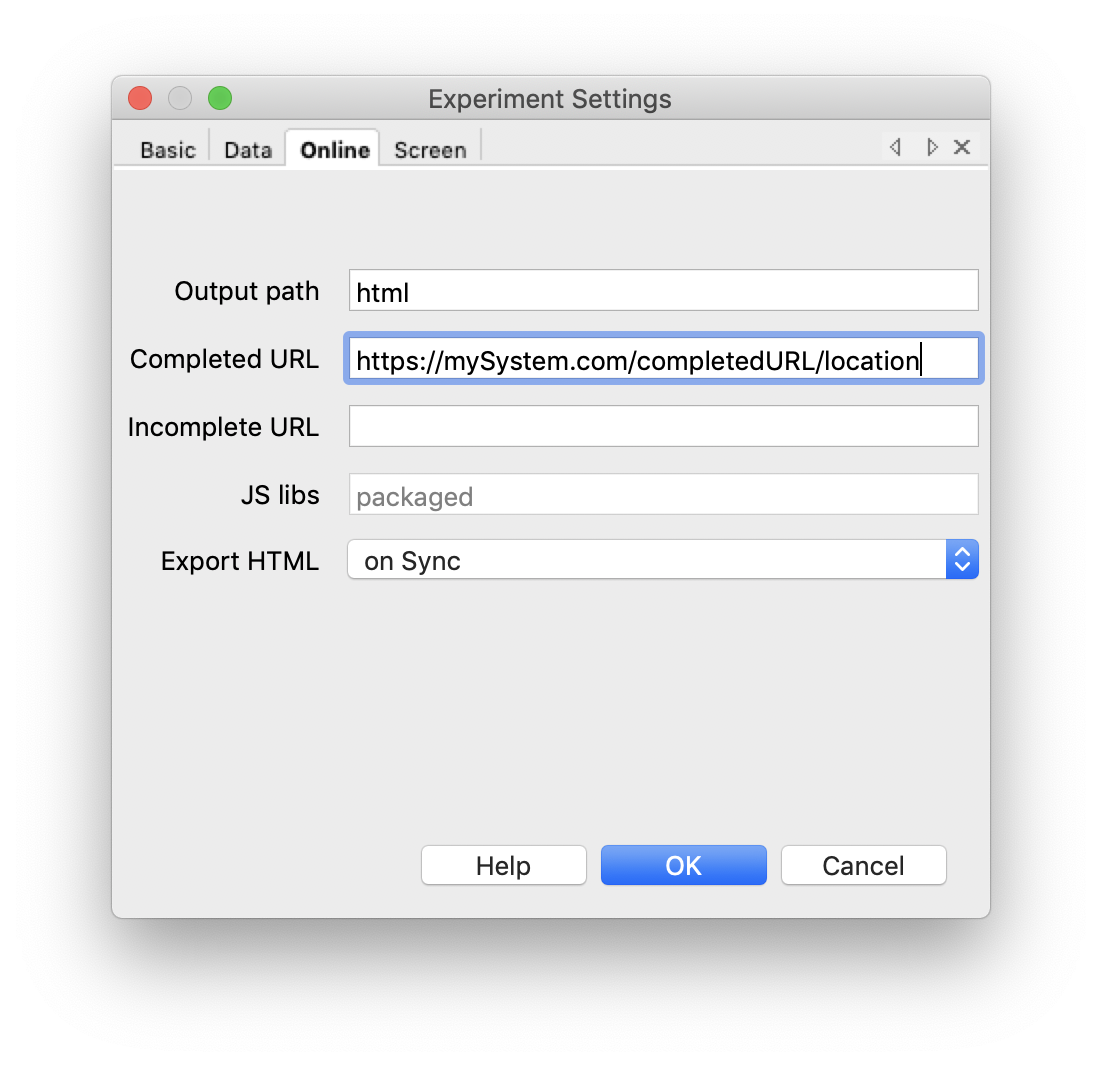 Experiment Settings
Basic Data Online Screen
Output path html
Completed URL https://mySystem.com/completedURL/location
Incomplete URL
JS libs packaged
Export HTML on Sync
Help OK Cancel